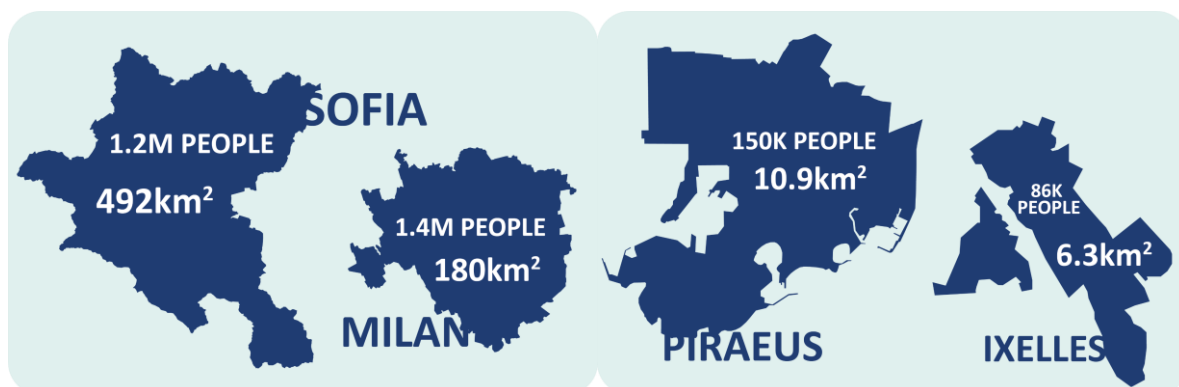 SOFIA
1.2M PEOPLE
492km²
1.4M PEOPLE
180km²
MILAN
150K PEOPLE
10.9km²
PIRAEUS
86K
PEOPLE
6.3km²
IXELLES